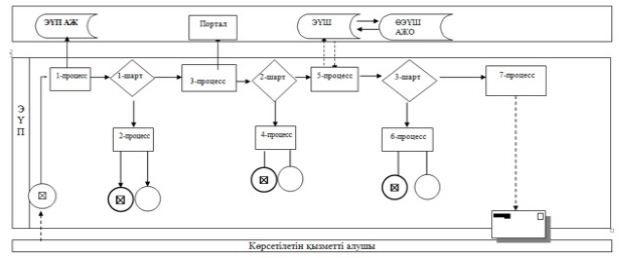 ЭҮП АЖ
Портал
ЭҮШ
ӨЭҮШ
АЖО
1-процесс
1-шарт
3-процесс
2-шарт
5-процесс
3-шарт
7-процесс
Э
Ү
П
2-процесс
4-процесс
6-процесс
Көрсетілетін қызметті алушы